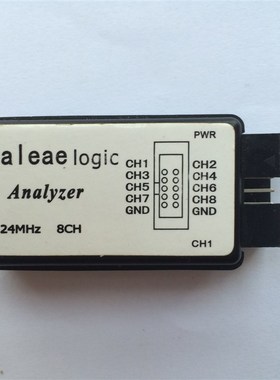 PWR
aleae logic
Analyzer
24MHz 8CH
CH1 CH2
CH3 CH4
CH5 CH6
CH7 CH8
GND GND
CH1